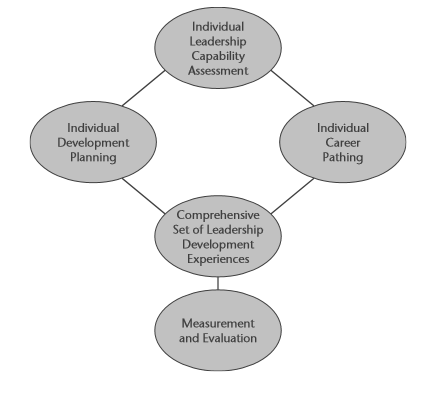 Individual
Leadership
Capability
Assessment
Individual
Development
Planning
Individual
Career
Pathing
Comprehensive
Set of Leadership
Development
Experiences
Measurement
and Evaluation